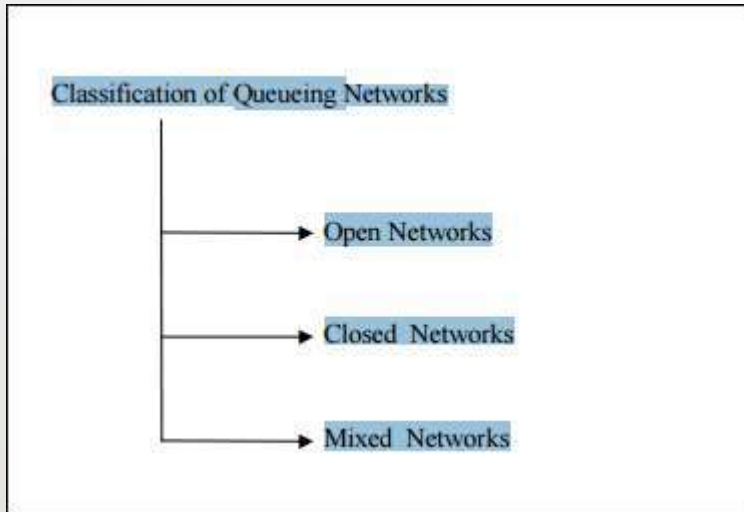 Classification of Queueing Networks
Open Networks
Closed Networks
Mixed Networks